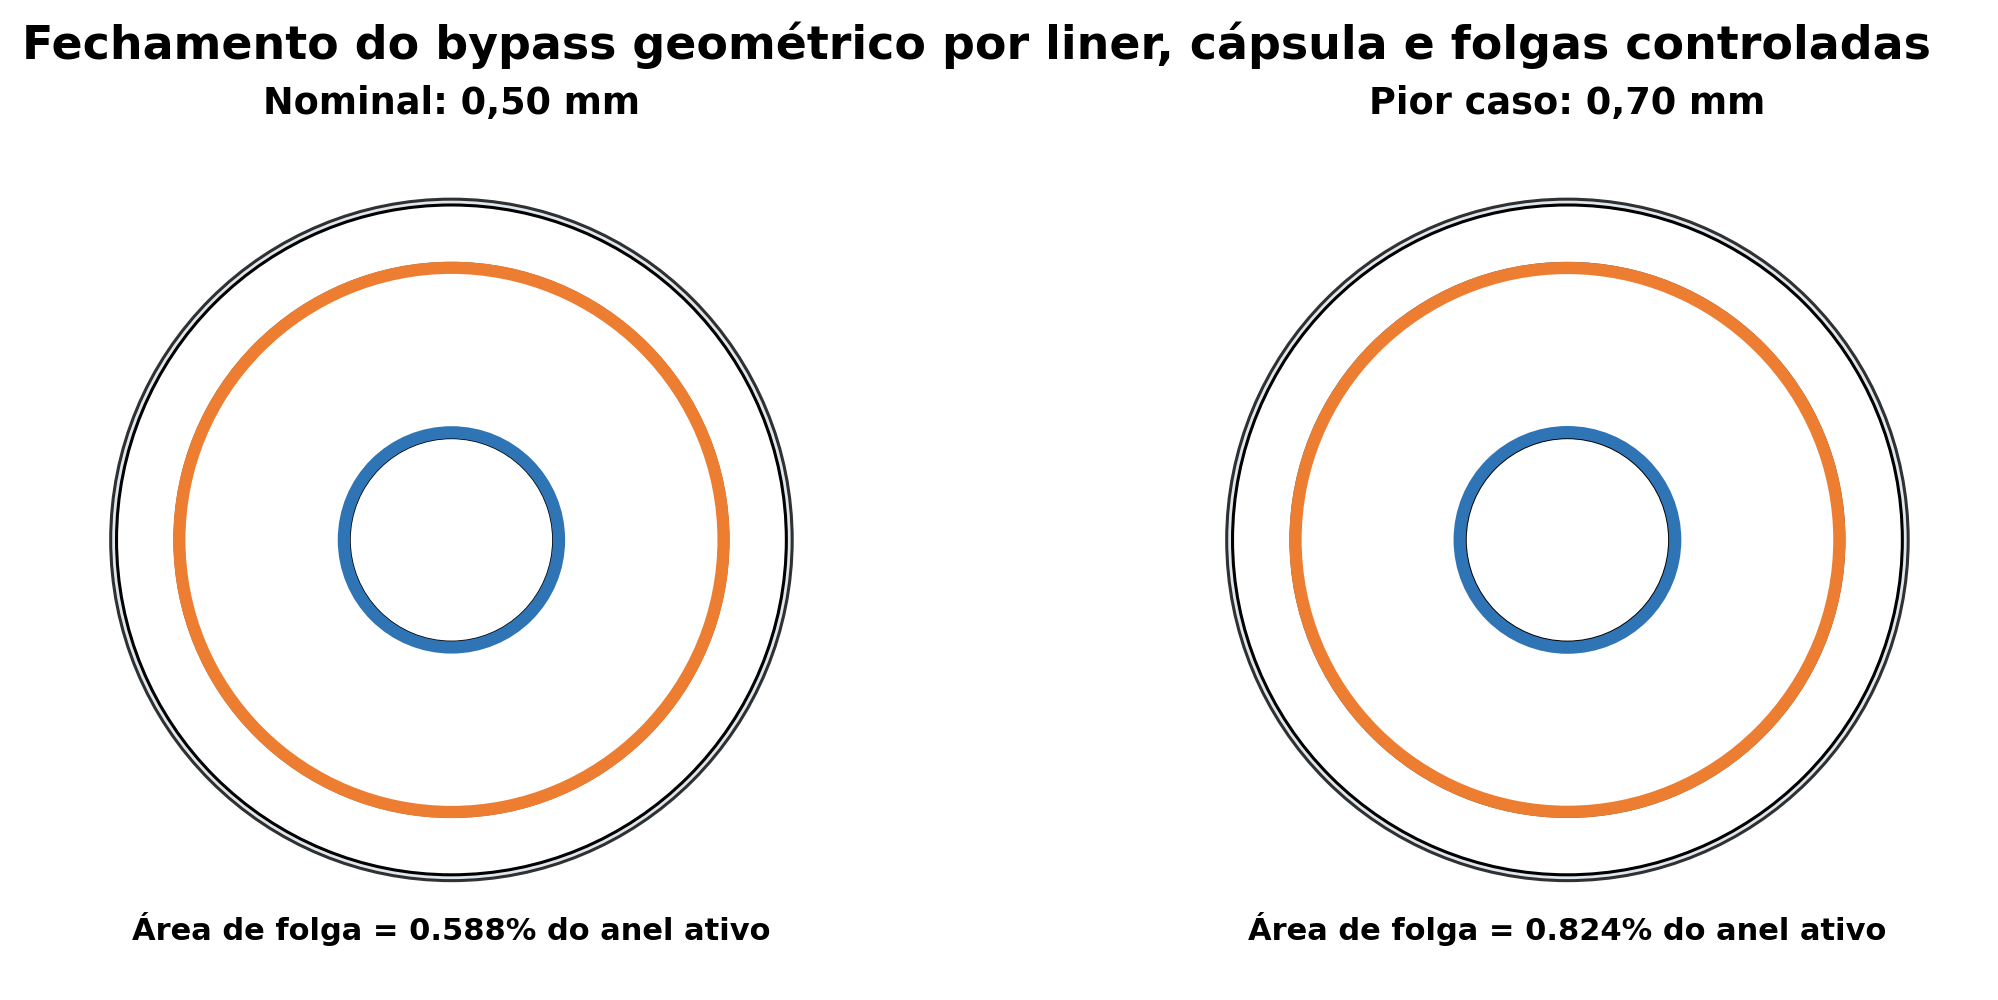 Fechamento do bypass geométrico por liner, cápsula e folgas controladas
Nominal: 0,50 mm
Pior caso: 0,70 mm
Área de folga = 0.588% do anel ativo
Área de folga = 0.824% do anel ativo